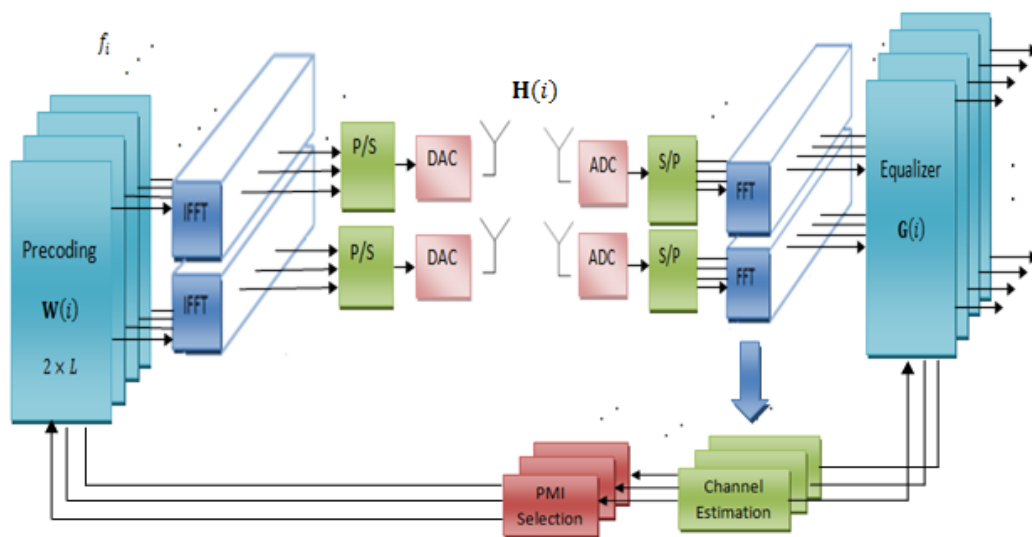 f_i
H(i)
P/S
DAC
ADC
S/P
IFFT
FFT
Equalizer
G(i)
Precoding
W(i)
2 × L
P/S
DAC
ADC
S/P
IFFT
FFT
PMI
Selection
Channel
Estimation